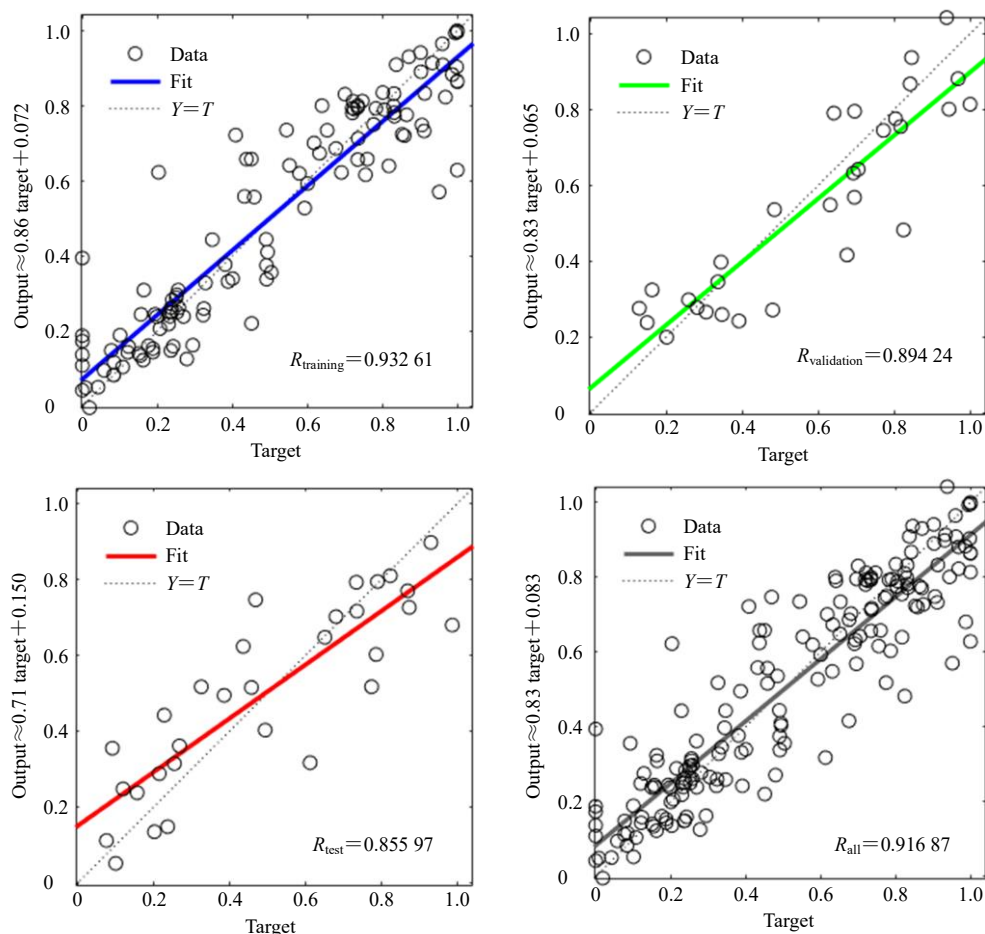 Output≈0.86 target+0.072
1.0
0.8
0.6
0.4
0.2
0
Data
Fit
Y=T
Rtraining=0.932 61
0
0.2
0.4
0.6
0.8
1.0
Target
Output≈0.83 target+0.065
1.0
0.8
0.6
0.4
0.2
0
Data
Fit
Y=T
Rvalidation=0.894 24
0
0.2
0.4
0.6
0.8
1.0
Target
Output≈0.71 target+0.150
1.0
0.8
0.6
0.4
0.2
0
Data
Fit
Y=T
Rtest=0.855 97
0
0.2
0.4
0.6
0.8
1.0
Target
Output≈0.83 target+0.083
1.0
0.8
0.6
0.4
0.2
0
Data
Fit
Y=T
Rall=0.916 87
0
0.2
0.4
0.6
0.8
1.0
Target